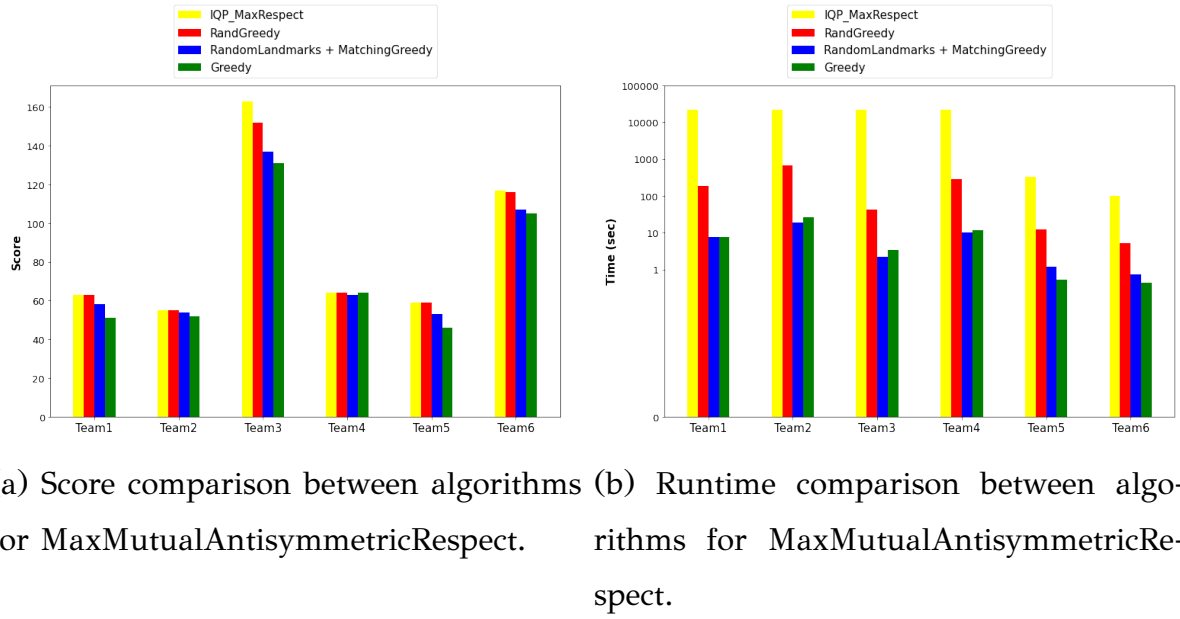 IQP_MaxRespect
RandGreedy
RandomLandmarks + MatchingGreedy
Greedy
160
140
120
100
80
60
40
20
0
Score
Team1 Team2 Team3 Team4 Team5 Team6
IQP_MaxRespect
RandGreedy
RandomLandmarks + MatchingGreedy
Greedy
100000
10000
1000
100
10
1
0
Time (sec)
Team1 Team2 Team3 Team4 Team5 Team6
a) Score comparison between algorithms
or MaxMutualAntisymmetricRespect.
(b) Runtime comparison between algo-
rithms for MaxMutualAntisymmetricRe-
spect.